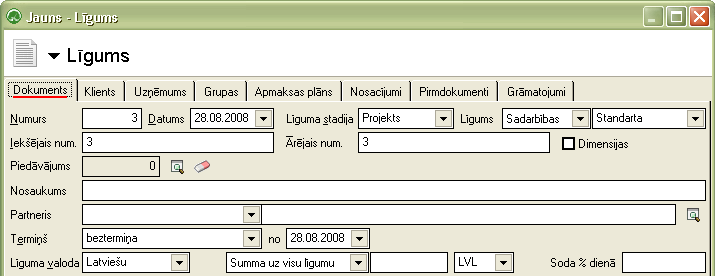 Jauns - Līgums
Līgums
Dokuments Klients Uzņēmums Grupas Apmaksas plāns Nosacījumi Pirmdokumenti Grāmatojumi
Numurs 3 Datums 28.08.2008 Līguma stadija Projekts Līgums Sadarbības Standarta
Iekšējais num. 3 Ārējais num. 3 Dimensijas
Piedāvājums 0
Nosaukums
Partneris
Termiņš beztermiņa no 28.08.2008
Līguma valoda Latviešu Summa uz visu līgumu LVL Soda % dienā